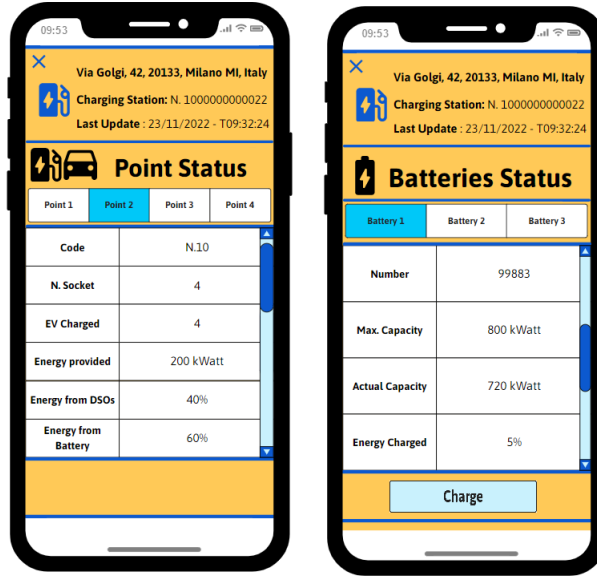 09:53
Via Golgi, 42, 20133, Milano MI, Italy
Charging Station: N. 1000000000022
Last Update : 23/11/2022 - T09:32:24
Point Status
Point 1 Point 2 Point 3 Point 4
Code N.10
N. Socket 4
EV Charged 4
Energy provided 200 kWatt
Energy from DSOs 40%
Energy from
Battery 60%
09:53
Via Golgi, 42, 20133, Milano MI, Italy
Charging Station: N. 1000000000022
Last Update : 23/11/2022 - T09:32:24
Batteries Status
Battery 1 Battery 2 Battery 3
Number 99883
Max. Capacity 800 kWatt
Actual Capacity 720 kWatt
Energy Charged 5%
Charge